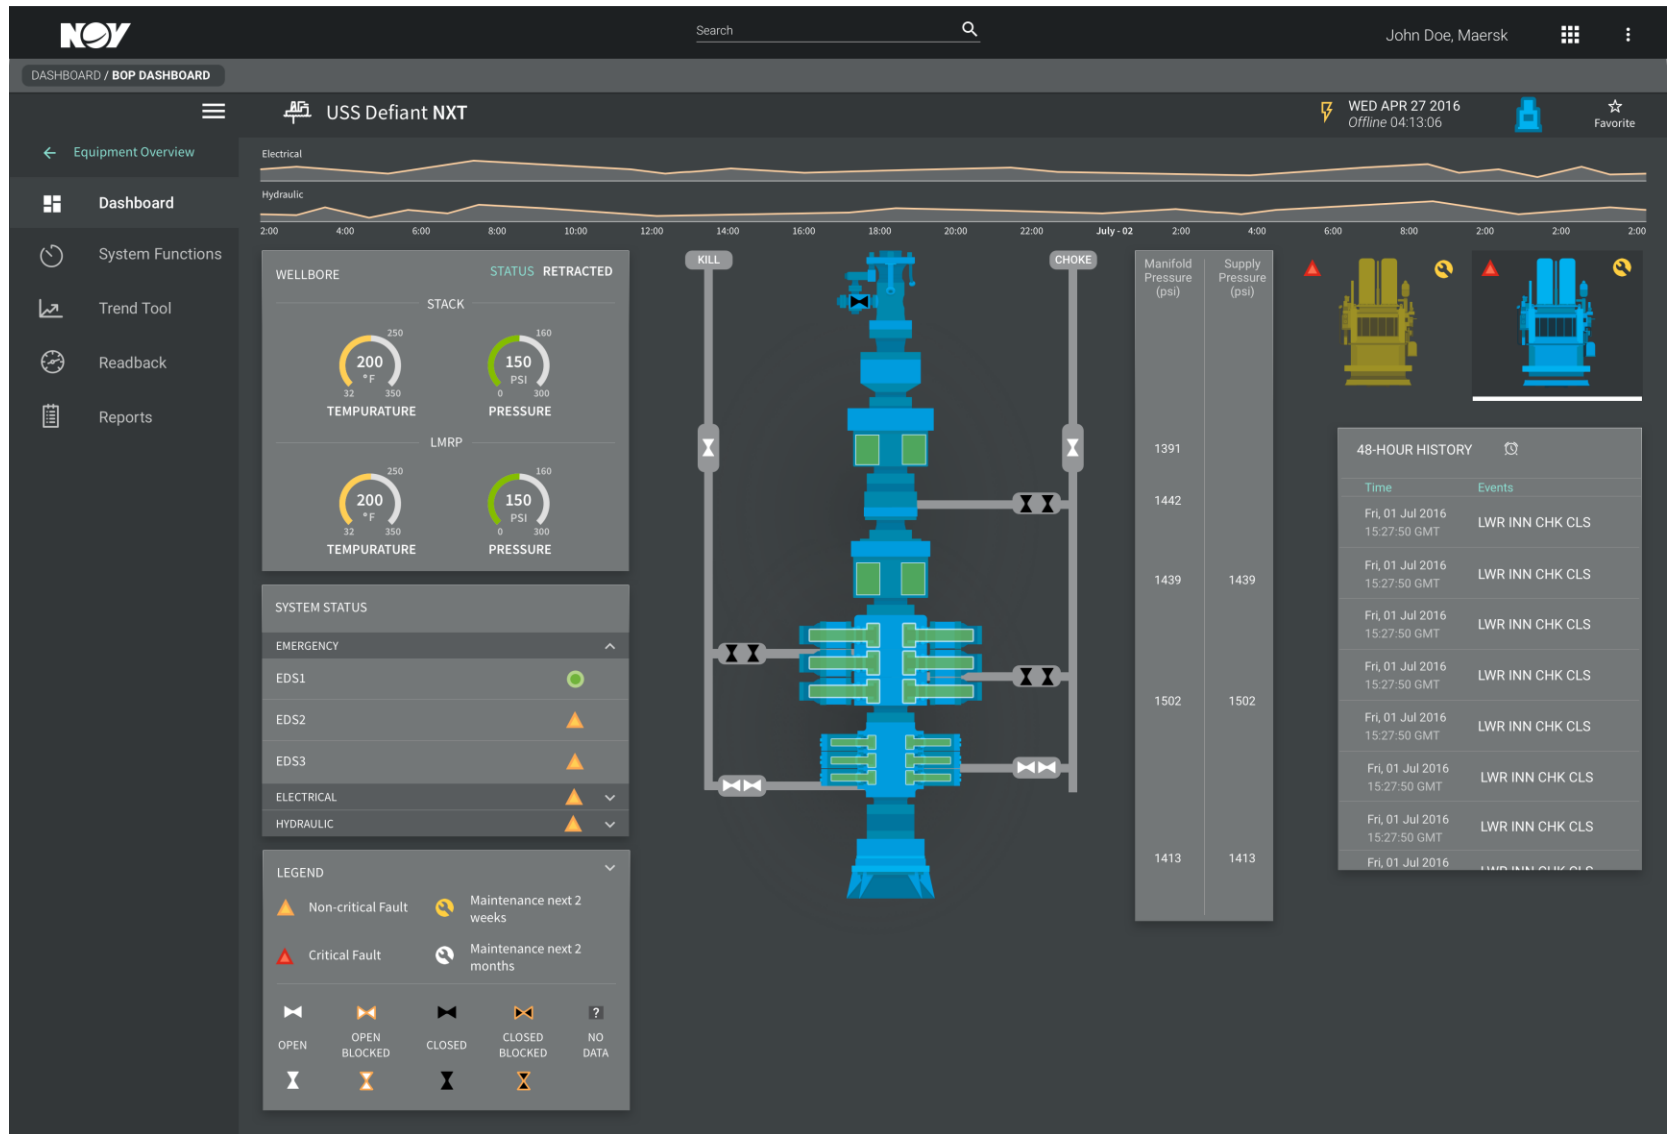 NOV
Search
John Doe, Maersk
DASHBOARD / BOP DASHBOARD
USS Defiant NXT
WED APR 27 2016
Offline 04:13:06
Favorite
Equipment Overview
Dashboard
System Functions
Trend Tool
Readback
Reports
Electrical
Hydraulic
2:00 4:00 6:00 8:00 10:00 12:00 14:00 16:00 18:00 20:00 22:00 July - 02 2:00 4:00 6:00 8:00 2:00 2:00 2:00
WELLBORE
STATUS RETRACTED
STACK
250
200
°F
32 350
TEMPURATURE
160
150
PSI
0 300
PRESSURE
LMRP
250
200
°F
32 350
TEMPURATURE
160
150
PSI
0 300
PRESSURE
SYSTEM STATUS
EMERGENCY
EDS1
EDS2
EDS3
ELECTRICAL
HYDRAULIC
LEGEND
Non-critical Fault
Maintenance next 2
weeks
Critical Fault
Maintenance next 2
months
OPEN
OPEN
BLOCKED
CLOSED
CLOSED
BLOCKED
?
NO
DATA
KILL
CHOKE
Manifold
Pressure
(psi)
Supply
Pressure
(psi)
1391
1442
1439 1439
1502 1502
1413 1413
48-HOUR HISTORY
Time Events
Fri, 01 Jul 2016
15:27:50 GMT
LWR INN CHK CLS
Fri, 01 Jul 2016
15:27:50 GMT
LWR INN CHK CLS
Fri, 01 Jul 2016
15:27:50 GMT
LWR INN CHK CLS
Fri, 01 Jul 2016
15:27:50 GMT
LWR INN CHK CLS
Fri, 01 Jul 2016
15:27:50 GMT
LWR INN CHK CLS
Fri, 01 Jul 2016
15:27:50 GMT
LWR INN CHK CLS
Fri, 01 Jul 2016
15:27:50 GMT
LWR INN CHK CLS
Fri, 01 Jul 2016
LWR INN CHK CLS